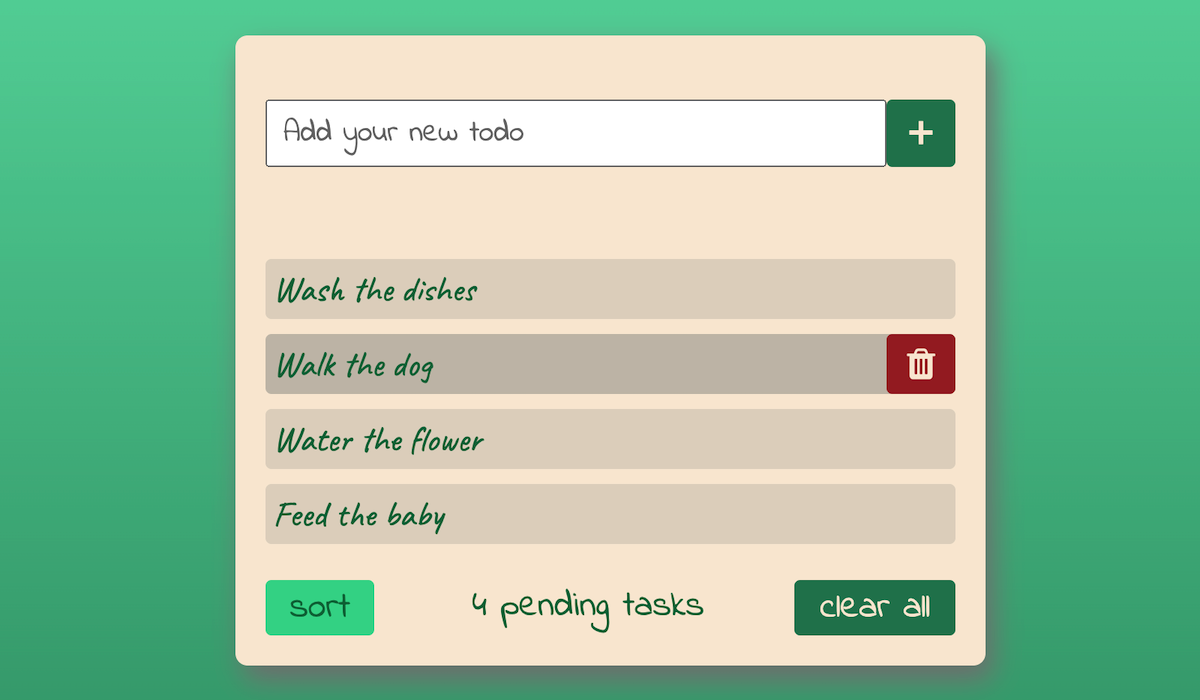 Add your new todo
+
Wash the dishes
Walk the dog
Water the flower
Feed the baby
sort
4 pending tasks
clear all